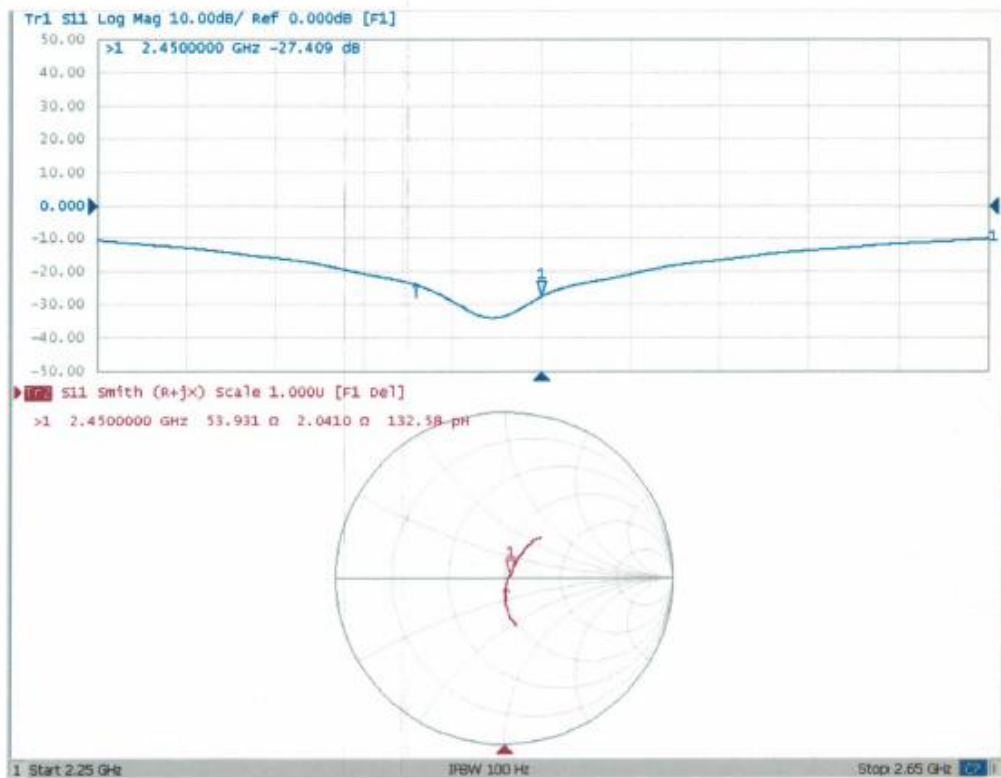 Tr1 S11 Log Mag 10.00dB/ Ref 0.000dB [F1]
50.00
>1 2.4500000 GHz -27.409 dB
40.00
30.00
20.00
10.00
0.000
-10.00
1
-20.00
1
-30.00
-40.00
-50.00
Tr2 S11 Smith (R+jX) Scale 1.000U [F1 Del]
>1 2.4500000 GHz 53.931 Ω 2.0410 Ω 132.58 pH
1
1 Start 2.25 GHz IFBW 100 Hz Stop 2.65 GHz